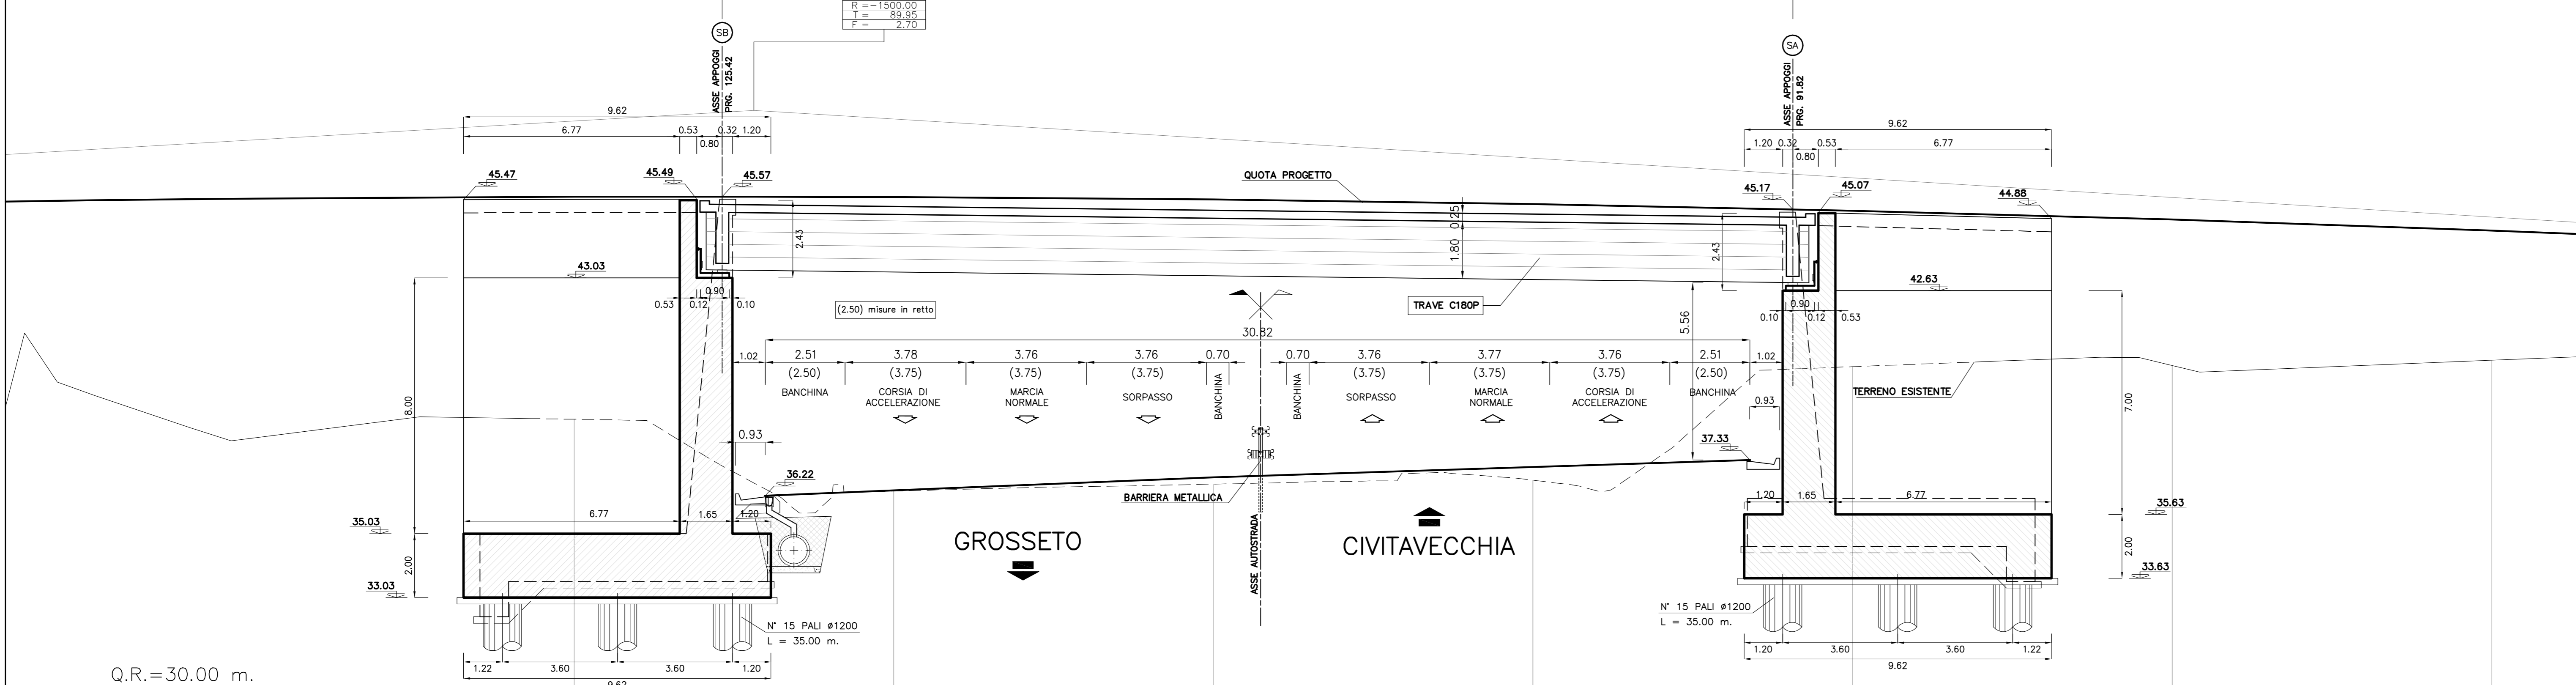 R =-1500.00
T = 89.95
F = 2.70
SB
ASSE APPOGGI
PRG. 125.42
SA
ASSE APPOGGI
PRG. 91.82
9.62
6.77 0.53 0.32 1.20
0.80
9.62
1.20 0.32 0.53 6.77
0.80
45.47
45.49
45.57
QUOTA PROGETTO
45.17
45.07
44.88
2.43
0.25
1.80
2.43
43.03
42.63
0.90
0.53 0.12 0.10
(2.50) misure in retto
TRAVE C180P
0.90
0.10 0.12 0.53
5.56
30.82
1.02 2.51 3.78 3.76 3.76 0.70 0.70 3.76 3.77 3.76 2.51 1.02
(2.50) (3.75) (3.75) (3.75) (3.75) (3.75) (3.75) (2.50)
BANCHINA
CORSIA DI
ACCELERAZIONE
MARCIA
NORMALE
SORPASSO
BANCHINA
BANCHINA
SORPASSO
MARCIA
NORMALE
CORSIA DI
ACCELERAZIONE
BANCHINA
TERRENO ESISTENTE
8.00
7.00
0.93
0.93
37.33
36.22
BARRIERA METALLICA
ASSE AUTOSTRADA
6.77 1.65 1.20
1.20 1.65 6.77
35.03
35.63
2.00
2.00
33.03
33.63
GROSSETO
CIVITAVECCHIA
N° 15 PALI ø1200
L = 35.00 m.
N° 15 PALI ø1200
L = 35.00 m.
1.22 3.60 3.60 1.20
9.62
1.20 3.60 3.60 1.22
9.62
Q.R.=30.00 m.